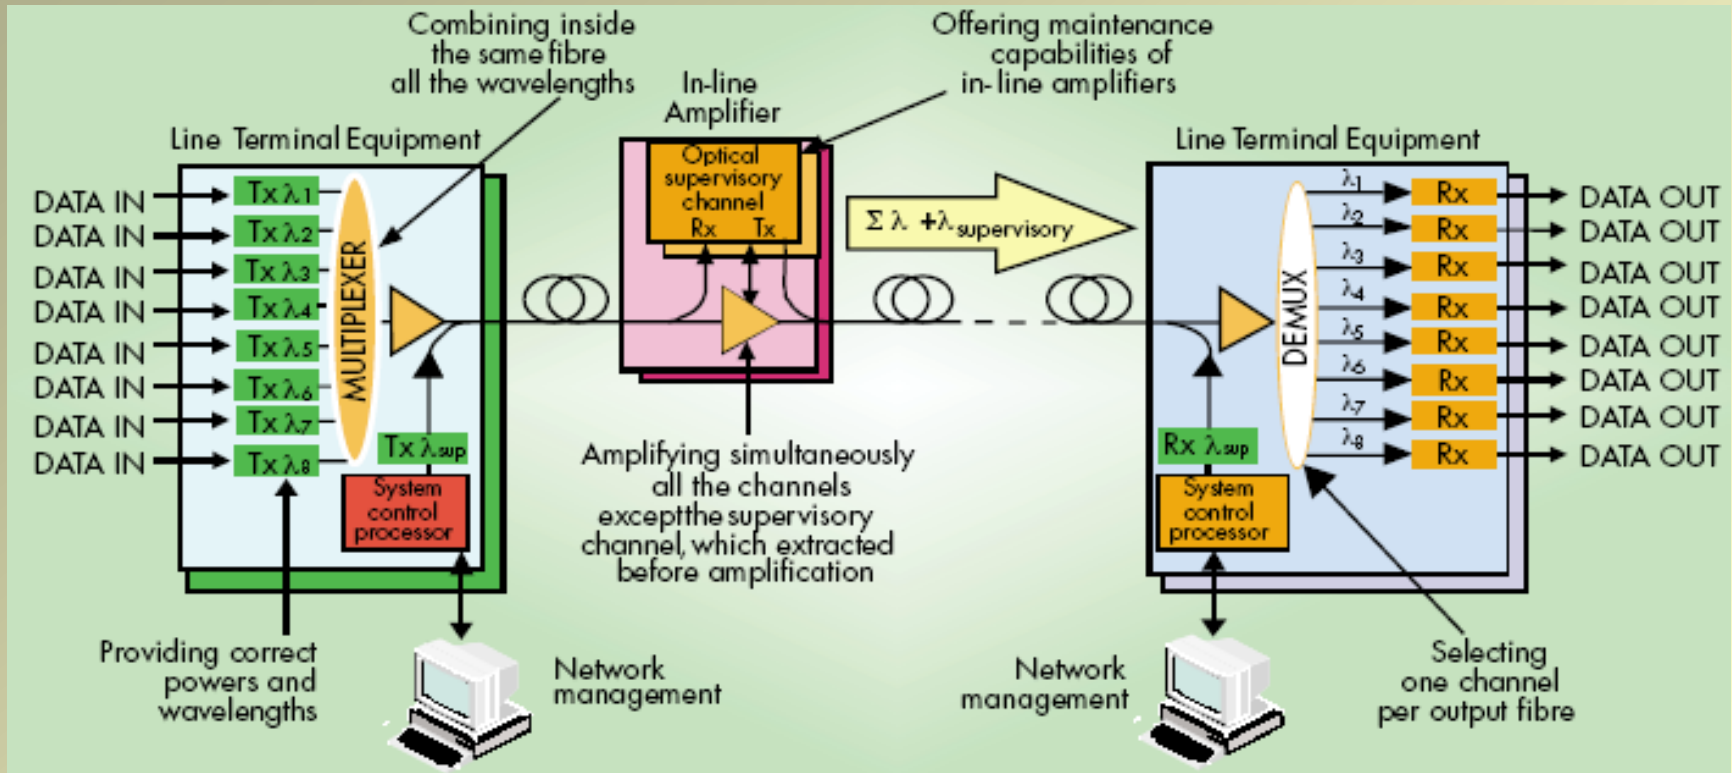 Combining inside
the same fibre
all the wavelengths
In-line
Amplifier
Offering maintenance
capabilities of
in-line amplifiers
Line Terminal Equipment
Line Terminal Equipment
DATA IN
DATA IN
DATA IN
DATA IN
DATA IN
DATA IN
DATA IN
DATA IN
Tx λ1
Tx λ2
Tx λ3
Tx λ4
Tx λ5
Tx λ6
Tx λ7
Tx λ8
MULTIPLEXER
Tx λsup
System
control
processor
Optical
supervisory
channel
Rx Tx
Σ λ +λsupervisory
Amplifying simultaneously
all the channels
exceptthe supervisory
channel, which extracted
before amplification
DEMUX
Rx λsup
System
control
processor
λ1
λ2
λ3
λ4
λ5
λ6
λ7
λ8
Rx
Rx
Rx
Rx
Rx
Rx
Rx
Rx
DATA OUT
DATA OUT
DATA OUT
DATA OUT
DATA OUT
DATA OUT
DATA OUT
DATA OUT
Providing correct
powers and
wavelengths
Network
management
Network
management
Selecting
one channel
per output fibre